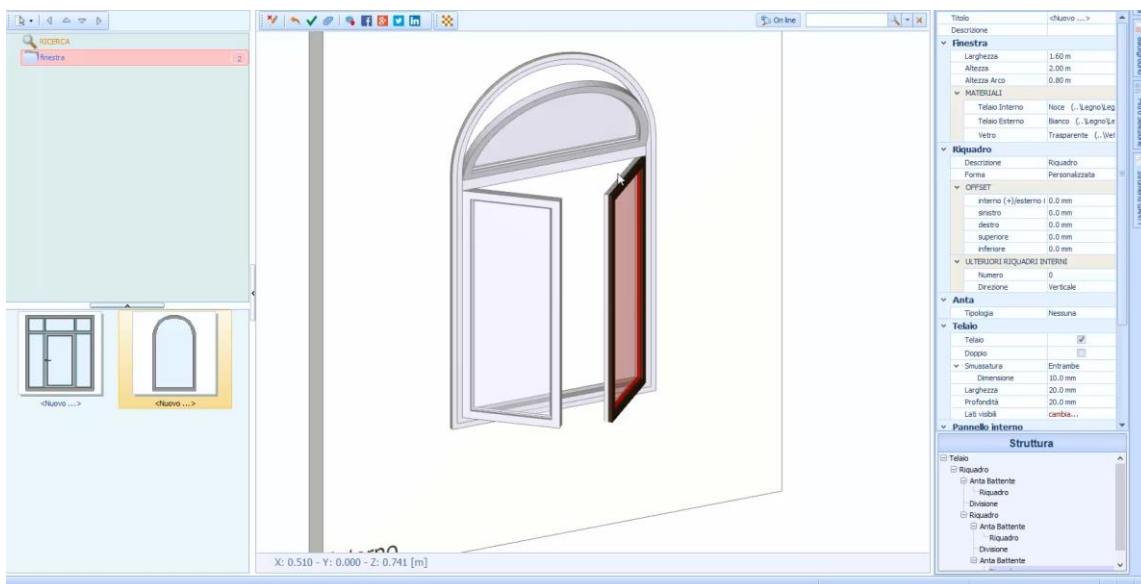 RICERCA
finestra
2
<Nuovo ...>
<Nuovo ...>
On line
X: 0.510 - Y: 0.000 - Z: 0.741 [m]
Titolo <Nuovo ...>
Descrizione
Finestra
Larghezza 1.60 m
Altezza 2.00 m
Altezza Arco 0.80 m
MATERIALI
Telaio Interno Noce (..\Legno\Leg
Telaio Esterno Bianco (..\Legno\Le
Vetro Trasparente (..\Vet
Riquadro
Descrizione Riquadro
Forma Personalizzata
OFFSET
interno (+)/esterno ( 0.0 mm
sinistro 0.0 mm
destro 0.0 mm
superiore 0.0 mm
inferiore 0.0 mm
ULTERIORI RIQUADRI INTERNI
Numero 0
Direzione Verticale
Anta
Tipologia Nessuna
Telaio
Telaio
Doppio
Smussatura Entrambe
Dimensione 10.0 mm
Larghezza 20.0 mm
Profondità 20.0 mm
Lati visibili cambia...
Pannello interno
Struttura
Telaio
Riquadro
Anta Battente
Riquadro
Divisione
Riquadro
Anta Battente
Riquadro
Divisione
Anta Battente